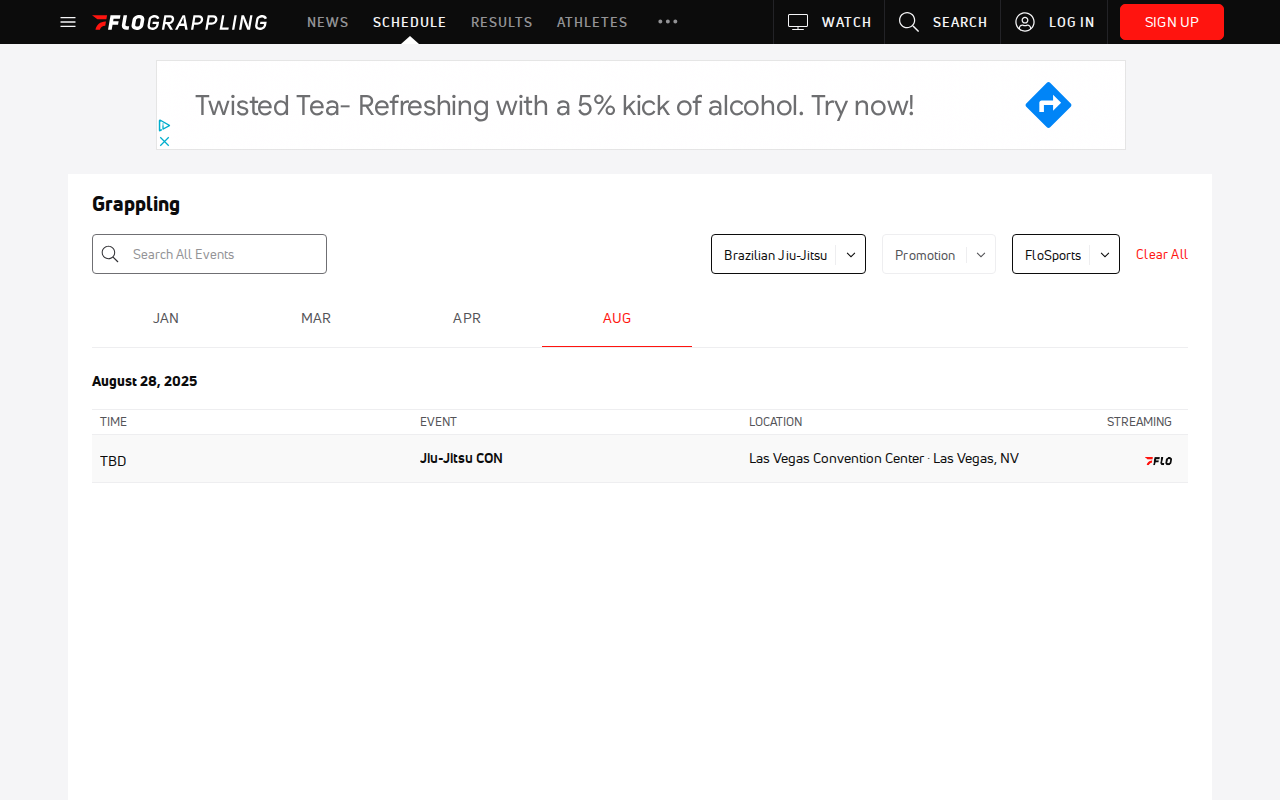 FLOGRAPPLING NEWS SCHEDULE RESULTS ATHLETES WATCH SEARCH LOG IN SIGN UP
Twisted Tea- Refreshing with a 5% kick of alcohol. Try now!
Grappling
Search All Events Brazilian Jiu-Jitsu Promotion FloSports Clear All
JAN MAR APR AUG
August 28, 2025
TIME EVENT LOCATION STREAMING
TBD Jiu-Jitsu CON Las Vegas Convention Center · Las Vegas, NV FLO